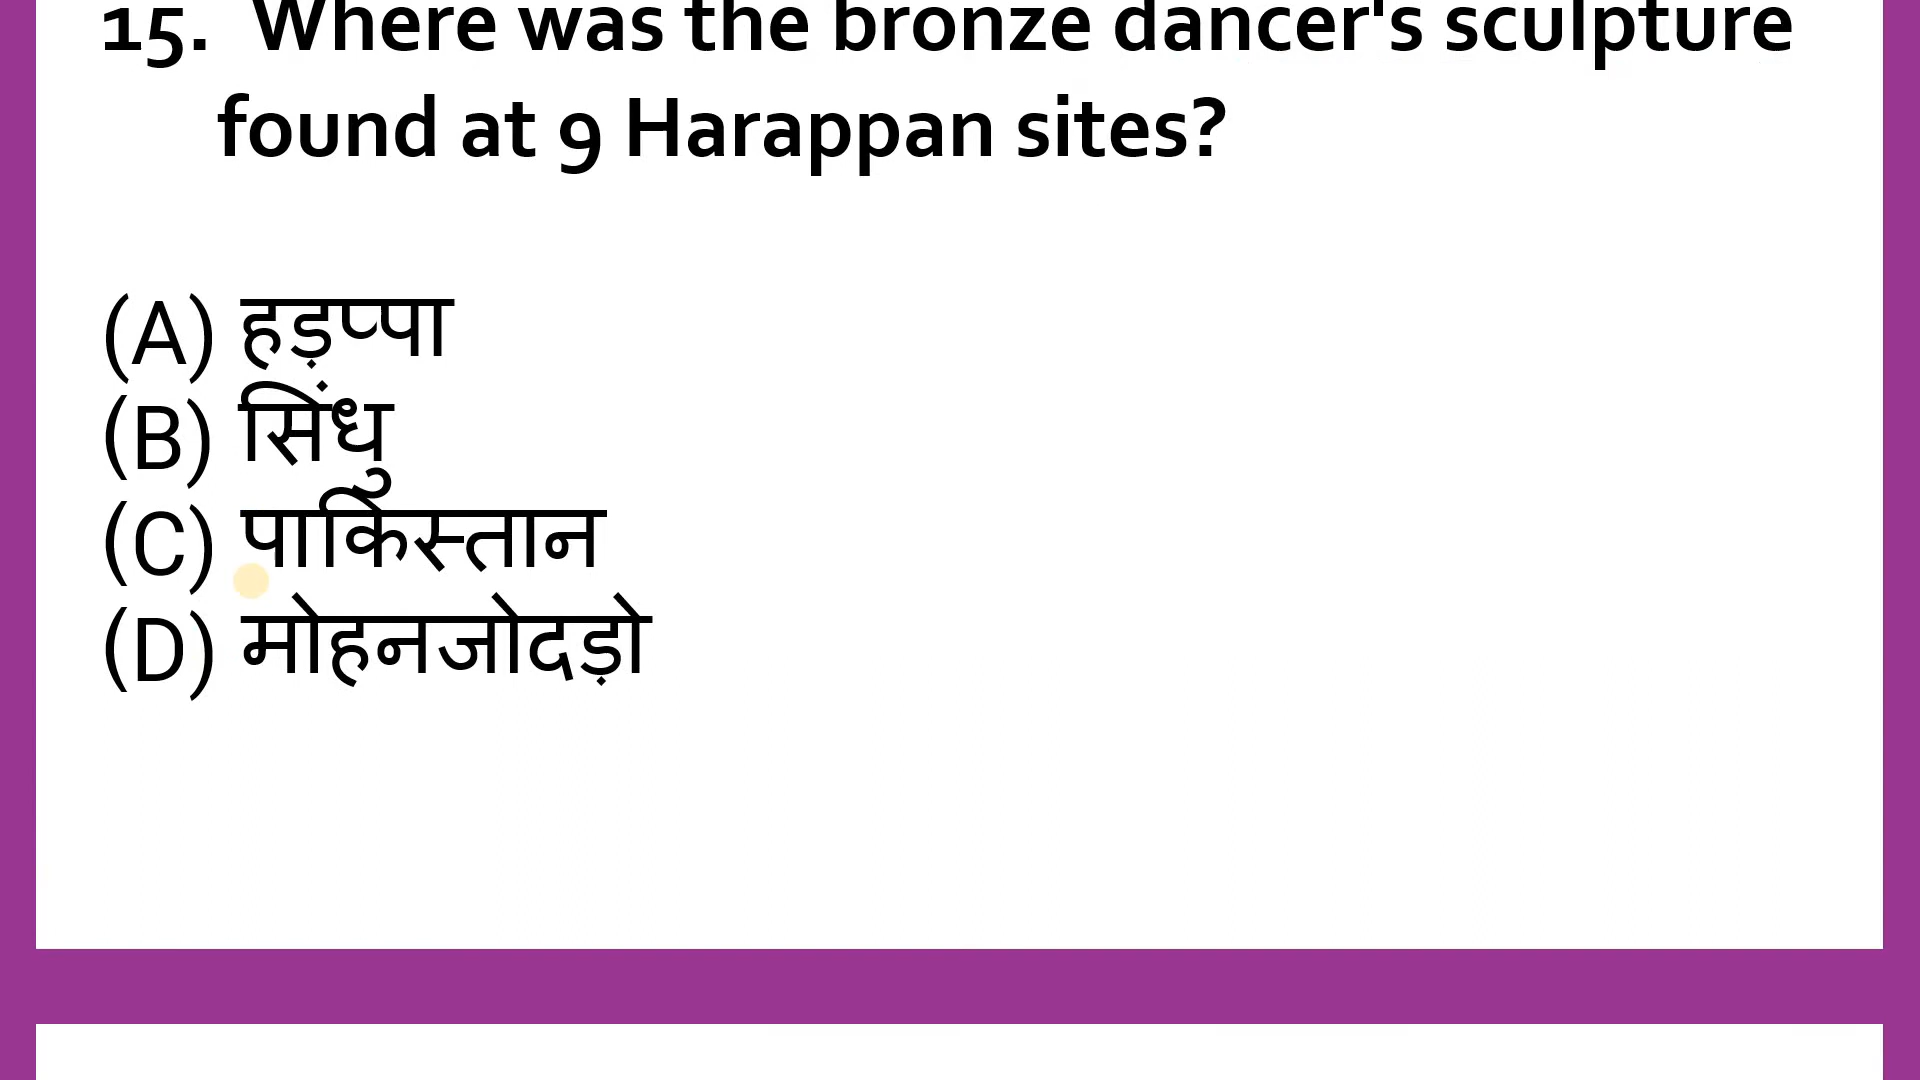 15. Where was the bronze dancer's sculpture
found at 9 Harappan sites?
(A) हड़प्पा
(B) सिंधु
(C) पाकिस्तान
(D) मोहनजोदड़ो